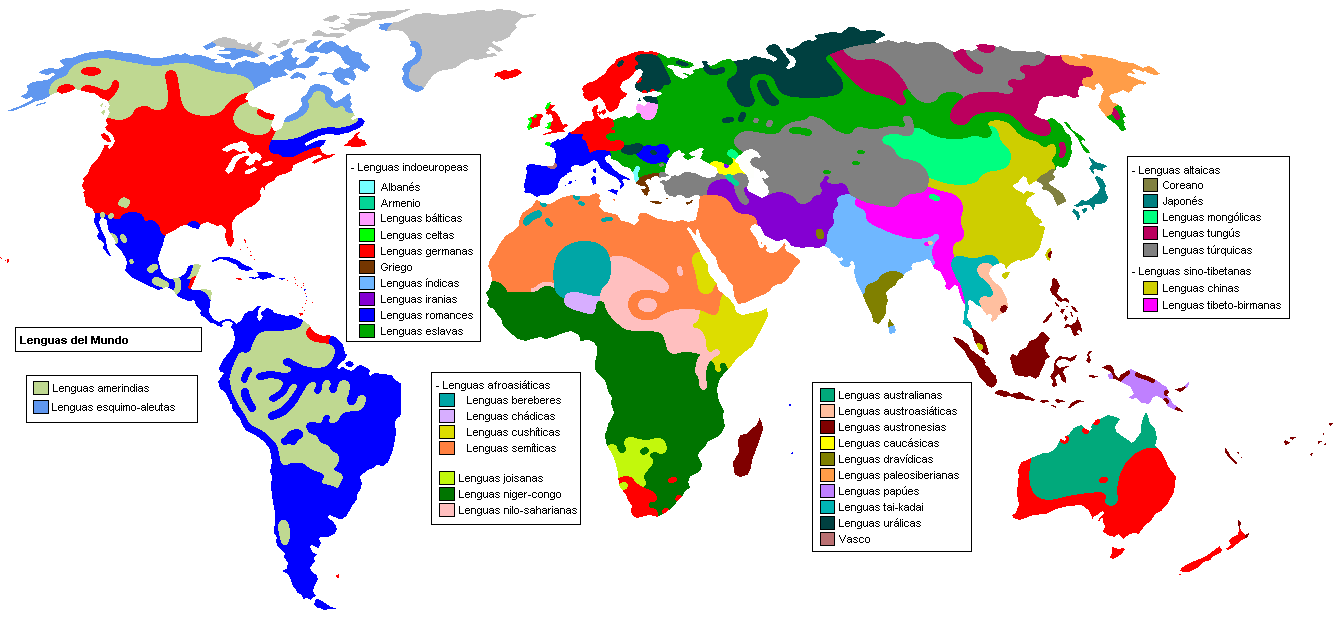 - Lenguas indoeuropeas
Albanés
Armenio
Lenguas bálticas
Lenguas celtas
Lenguas germanas
Griego
Lenguas índicas
Lenguas iranias
Lenguas romances
Lenguas eslavas
- Lenguas altaicas
Coreano
Japonés
Lenguas mongólicas
Lenguas tungús
Lenguas túrquicas
- Lenguas sino-tibetanas
Lenguas chinas
Lenguas tibeto-birmanas
Lenguas del Mundo
Lenguas amerindias
Lenguas esquimo-aleutas
- Lenguas afroasiáticas
Lenguas bereberes
Lenguas chádicas
Lenguas cushíticas
Lenguas semíticas
Lenguas joisanas
Lenguas niger-congo
Lenguas nilo-saharianas
Lenguas australianas
Lenguas austroasiáticas
Lenguas austronesias
Lenguas caucásicas
Lenguas dravídicas
Lenguas paleosiberianas
Lenguas papúes
Lenguas tai-kadai
Lenguas urálicas
Vasco